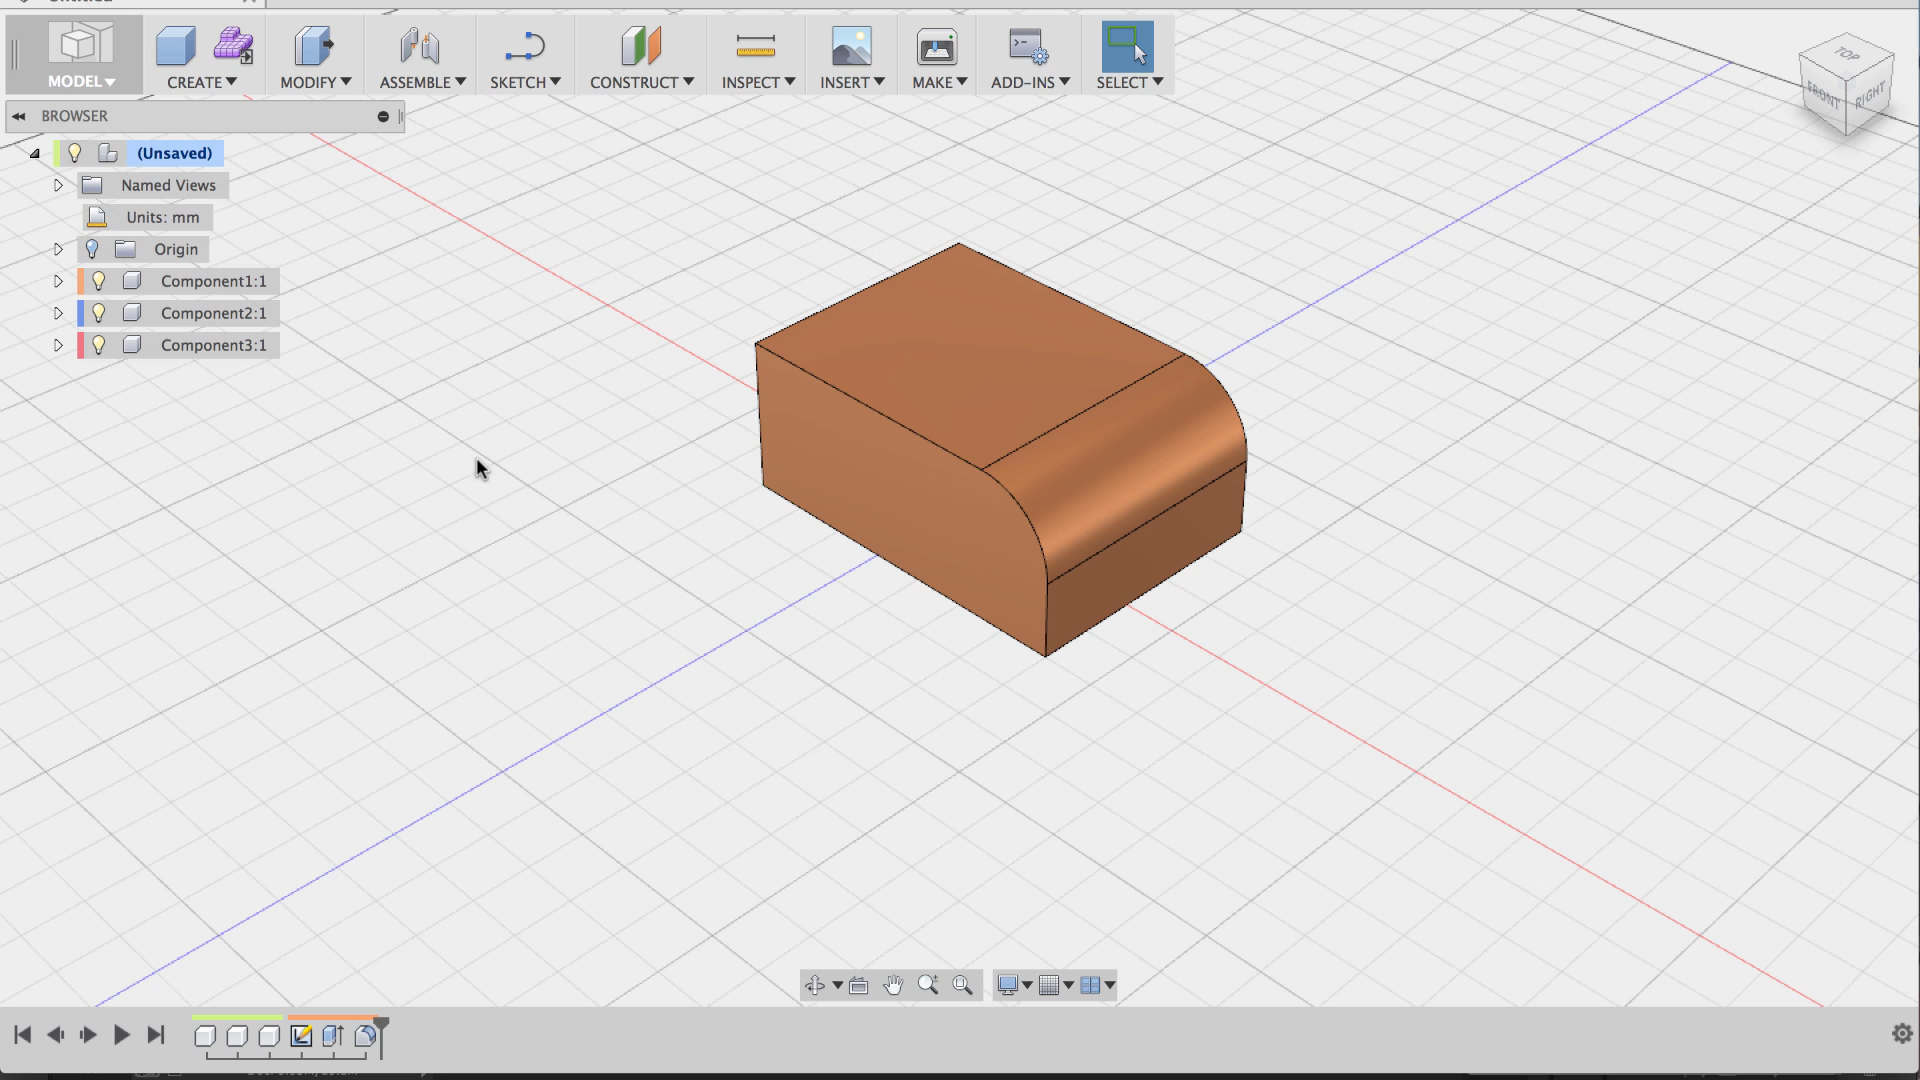 Untitled
MODEL
CREATE
MODIFY
ASSEMBLE
SKETCH
CONSTRUCT
INSPECT
INSERT
MAKE
ADD-INS
SELECT
TOP
FRONT
RIGHT
BROWSER
(Unsaved)
Named Views
Units: mm
Origin
Component1:1
Component2:1
Component3:1